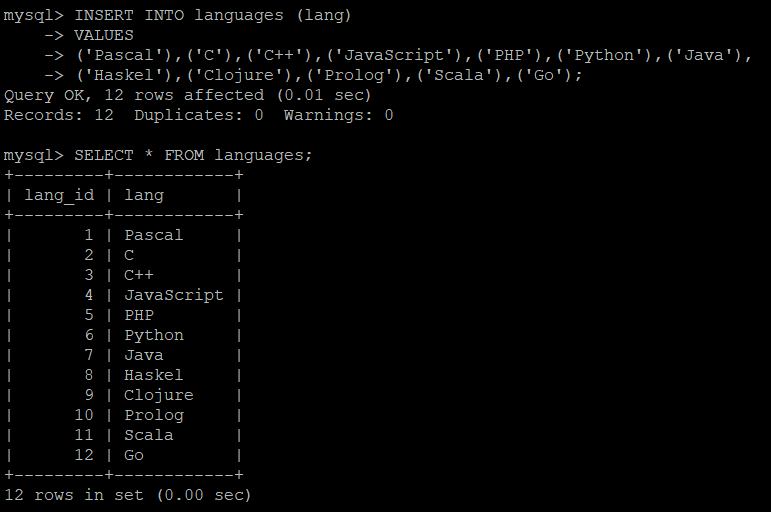 mysql> INSERT INTO languages (lang)
    -> VALUES
    -> ('Pascal'),('C'),('C++'),('JavaScript'),('PHP'),('Python'),('Java'),
    -> ('Haskel'),('Clojure'),('Prolog'),('Scala'),('Go');
Query OK, 12 rows affected (0.01 sec)
Records: 12  Duplicates: 0  Warnings: 0

mysql> SELECT * FROM languages;
+---------+------------+
| lang_id | lang       |
+---------+------------+
|       1 | Pascal     |
|       2 | C          |
|       3 | C++        |
|       4 | JavaScript |
|       5 | PHP        |
|       6 | Python     |
|       7 | Java       |
|       8 | Haskel     |
|       9 | Clojure    |
|      10 | Prolog     |
|      11 | Scala      |
|      12 | Go         |
+---------+------------+
12 rows in set (0.00 sec)